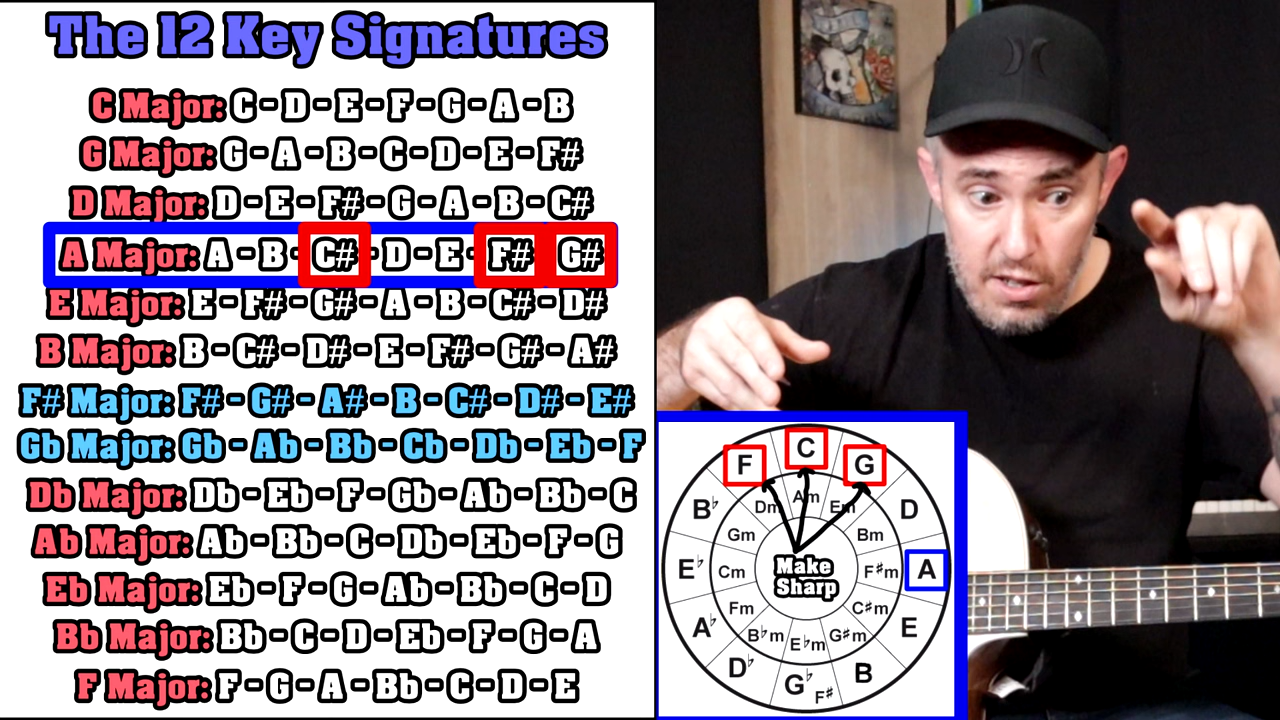 The 12 Key Signatures
C Major: C - D - E - F - G - A - B
G Major: G - A - B - C - D - E - F#
D Major: D - E - F# - G - A - B - C#
A Major: A - B - C# - D - E - F# G#
E Major: E - F# - G# - A - B - C# - D#
B Major: B - C# - D# - E - F# - G# - A#
F# Major: F# - G# - A# - B - C# - D# - E#
Gb Major: Gb - Ab - Bb - Cb - Db - Eb - F
Db Major: Db - Eb - F - Gb - Ab - Bb - C
Ab Major: Ab - Bb - C - Db - Eb - F - G
Eb Major: Eb - F - G - Ab - Bb - C - D
Bb Major: Bb - C - D - Eb - F - G - A
F Major: F - G - A - Bb - C - D - E
F C G
B♭ Dm Am Em D
Gm Bm
E♭ Cm Make F#m A
Sharp
Fm C#m
A♭ B♭m E♭m G#m E
D♭ G♭ F# B